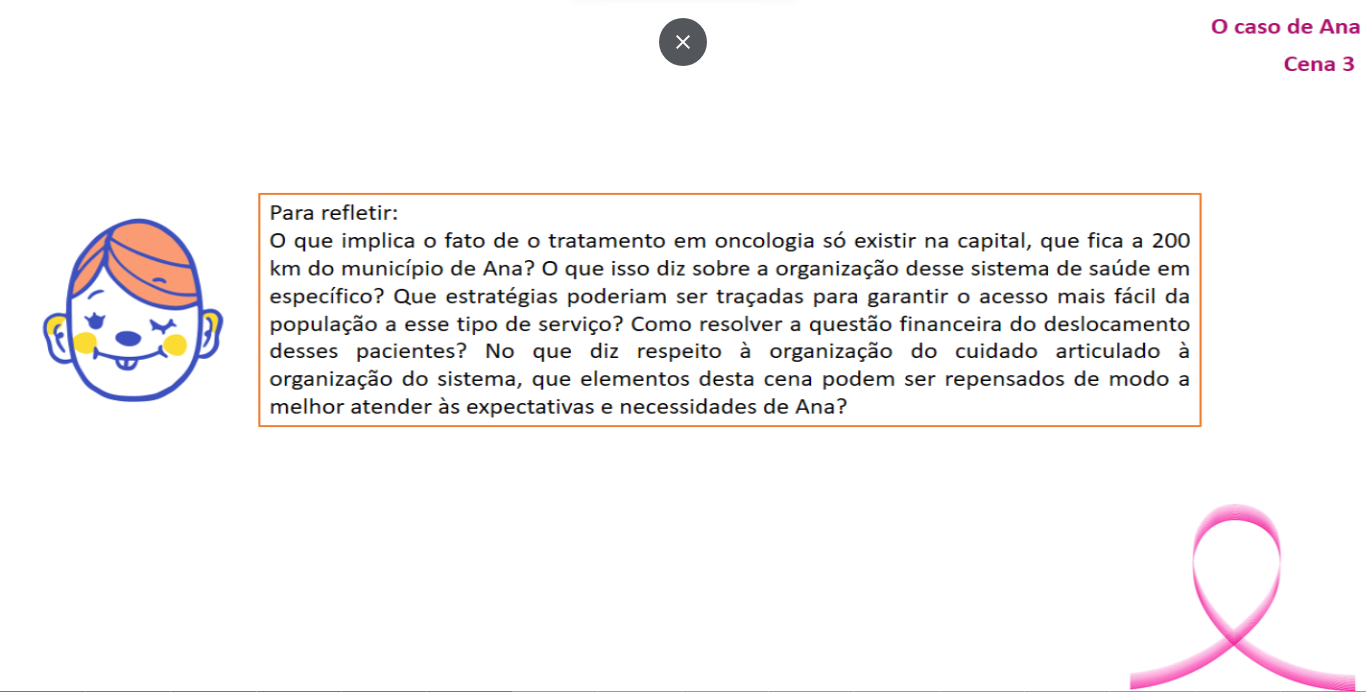 O caso de Ana
Cena 3
Para refletir:
O que implica o fato de o tratamento em oncologia só existir na capital, que fica a 200
km do município de Ana? O que isso diz sobre a organização desse sistema de saúde em
específico? Que estratégias poderiam ser traçadas para garantir o acesso mais fácil da
população a esse tipo de serviço? Como resolver a questão financeira do deslocamento
desses pacientes? No que diz respeito à organização do cuidado articulado à
organização do sistema, que elementos desta cena podem ser repensados de modo a
melhor atender às expectativas e necessidades de Ana?